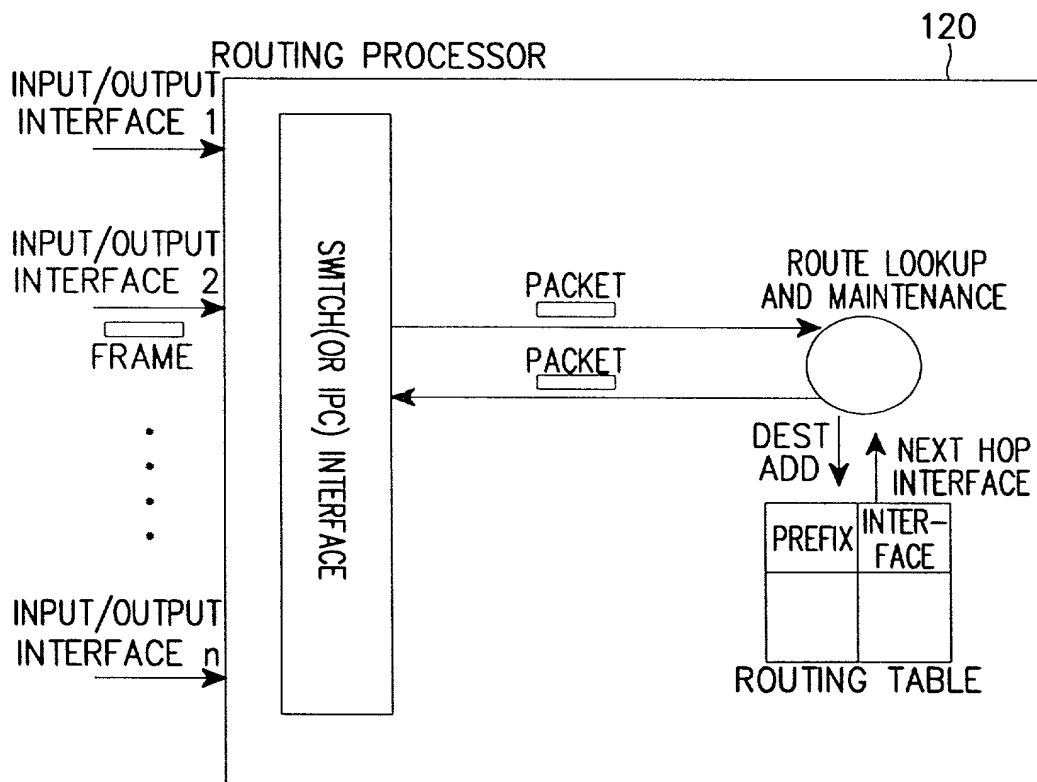 120
ROUTING PROCESSOR
INPUT/OUTPUT
INTERFACE 1
INPUT/OUTPUT
INTERFACE 2
FRAME
INPUT/OUTPUT
INTERFACE n
SWITCH(OR IPC) INTERFACE
PACKET
PACKET
ROUTE LOOKUP
AND MAINTENANCE
DEST
ADD
NEXT HOP
INTERFACE
PREFIX
INTER-
FACE
ROUTING TABLE